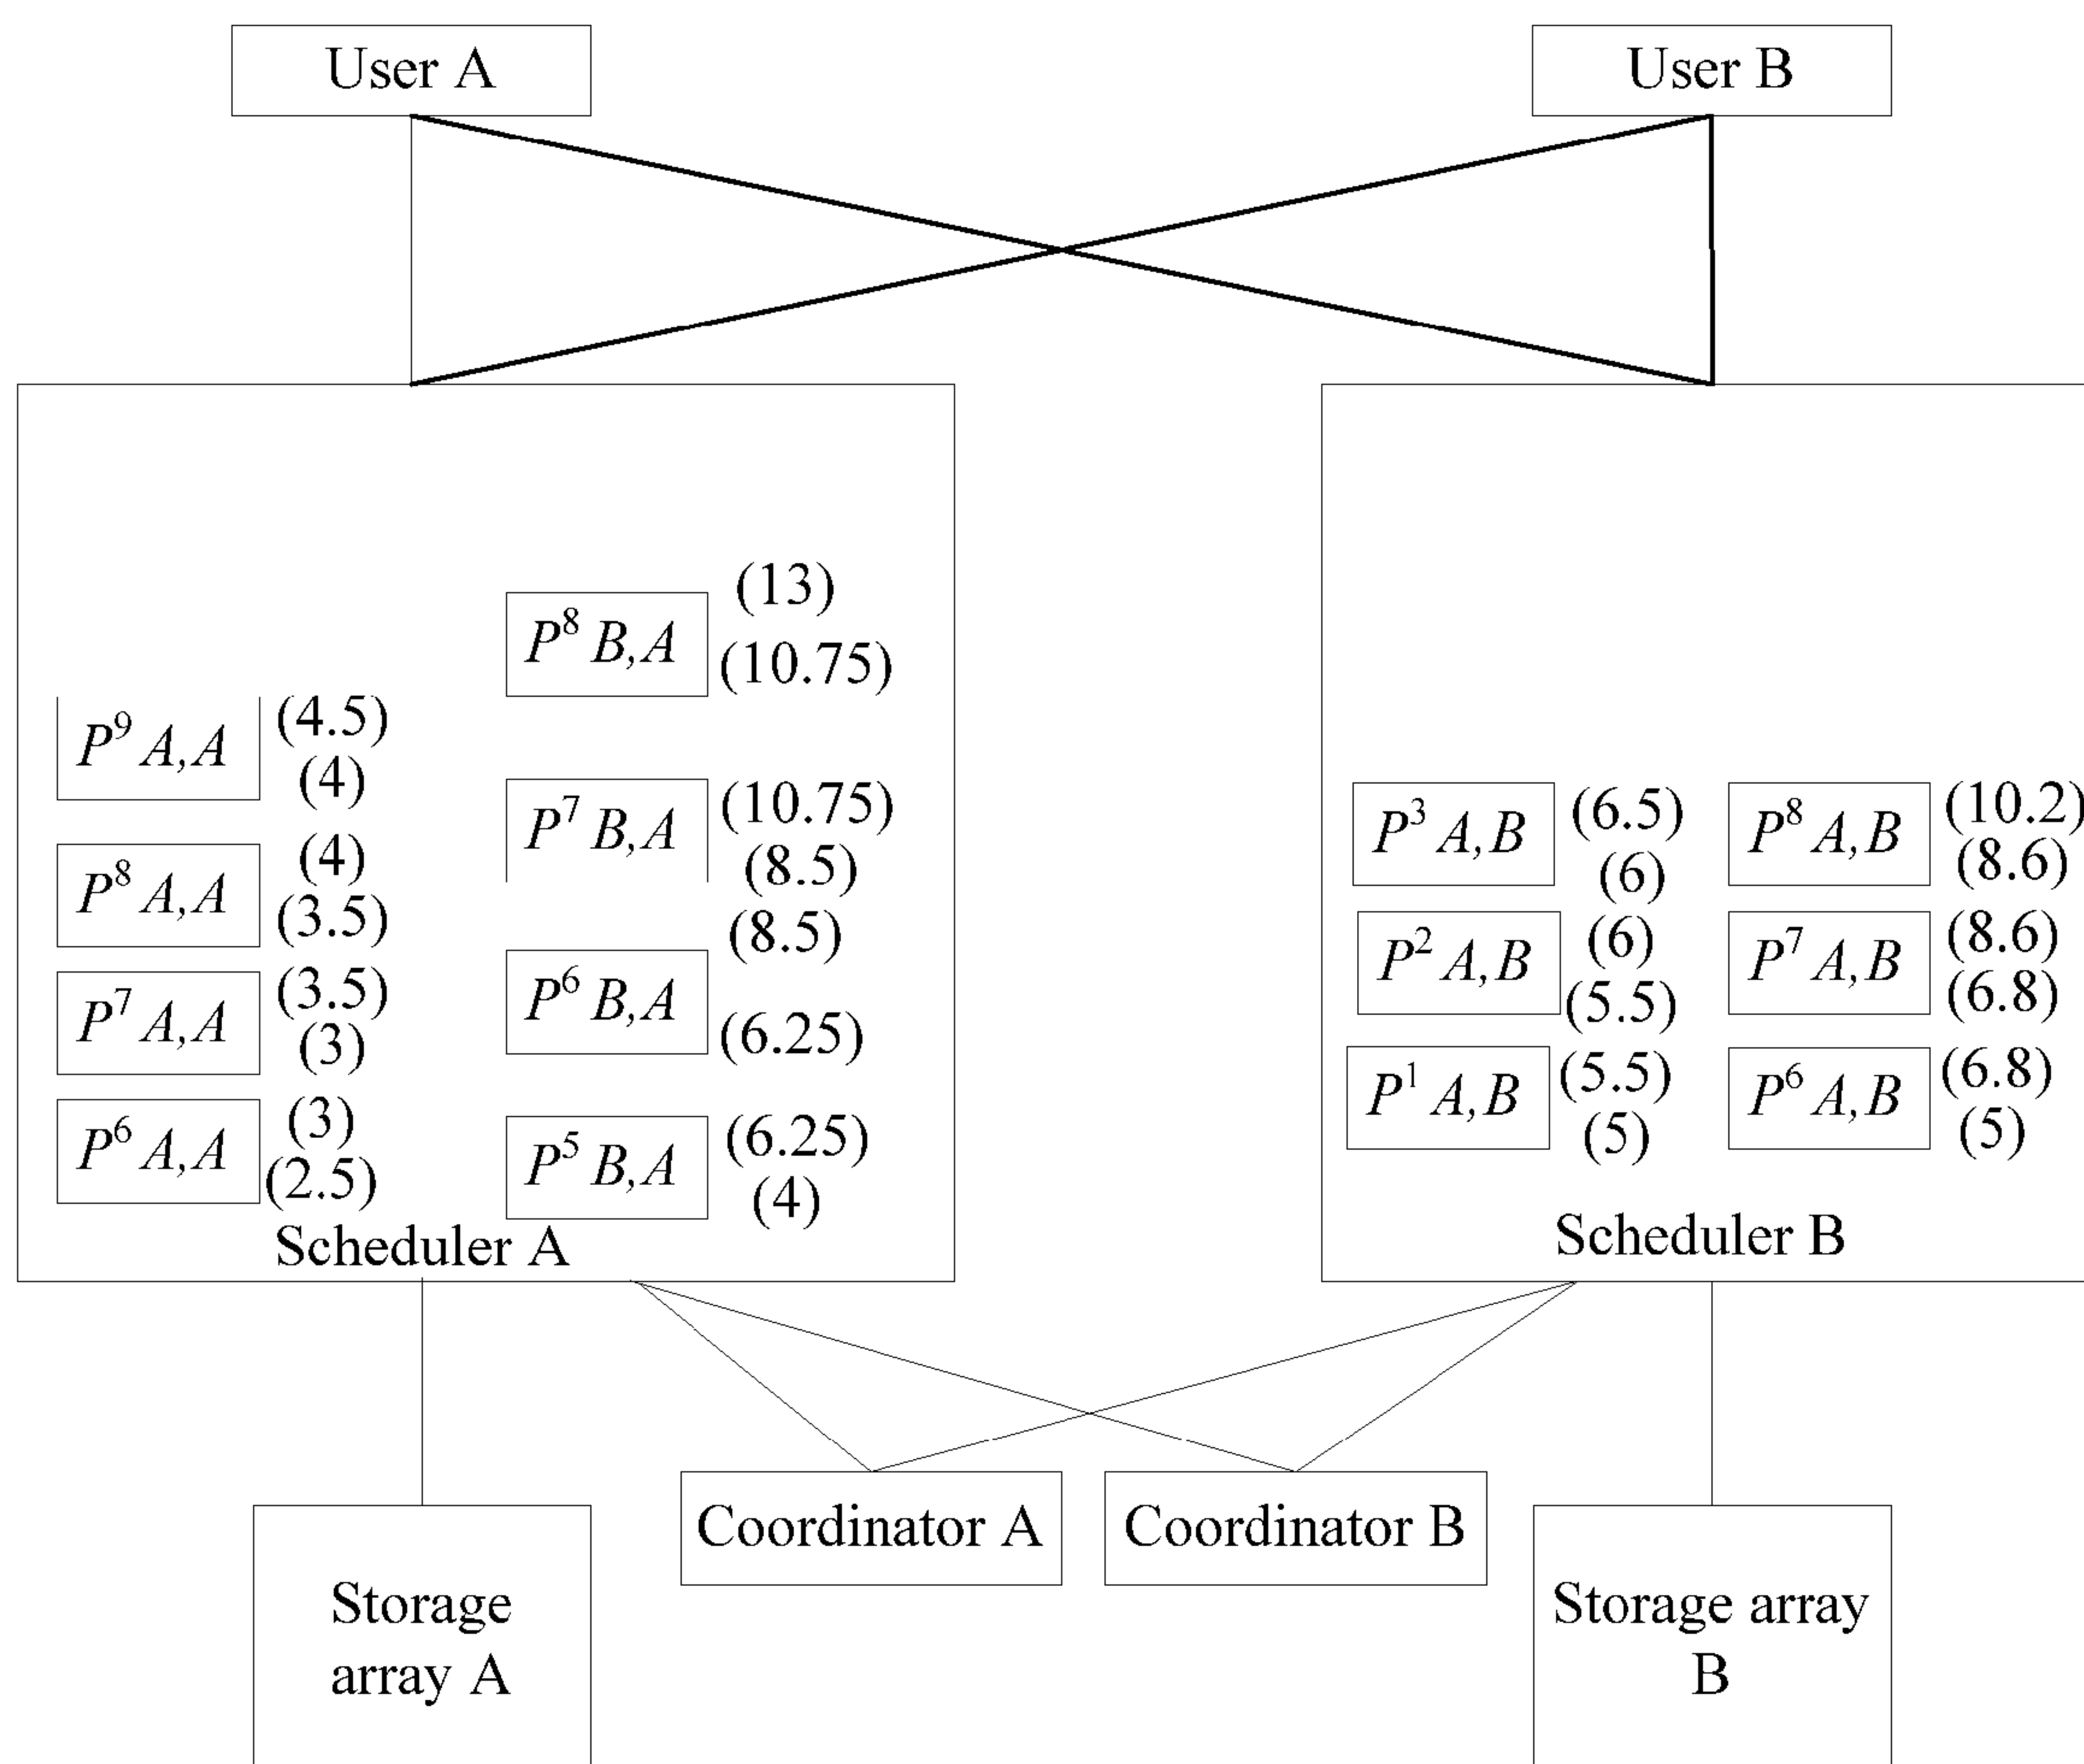 User A
User B
(13)
P⁸ B,A
(10.75)
P⁹ A,A
(4.5)
(4)
P⁷ B,A
(10.75)
(8.5)
P⁸ A,A
(4)
(3.5)
(8.5)
P⁶ B,A
(6.25)
P⁷ A,A
(3.5)
(3)
P⁶ A,A
(3)
(2.5)
P⁵ B,A
(6.25)
(4)
Scheduler A
P³ A,B
(6.5)
(6)
P⁸ A,B
(10.2)
(8.6)
P² A,B
(6)
(5.5)
P⁷ A,B
(8.6)
(6.8)
P¹ A,B
(5.5)
(5)
P⁶ A,B
(6.8)
(5)
Scheduler B
Coordinator A
Coordinator B
Storage
array A
Storage array
B